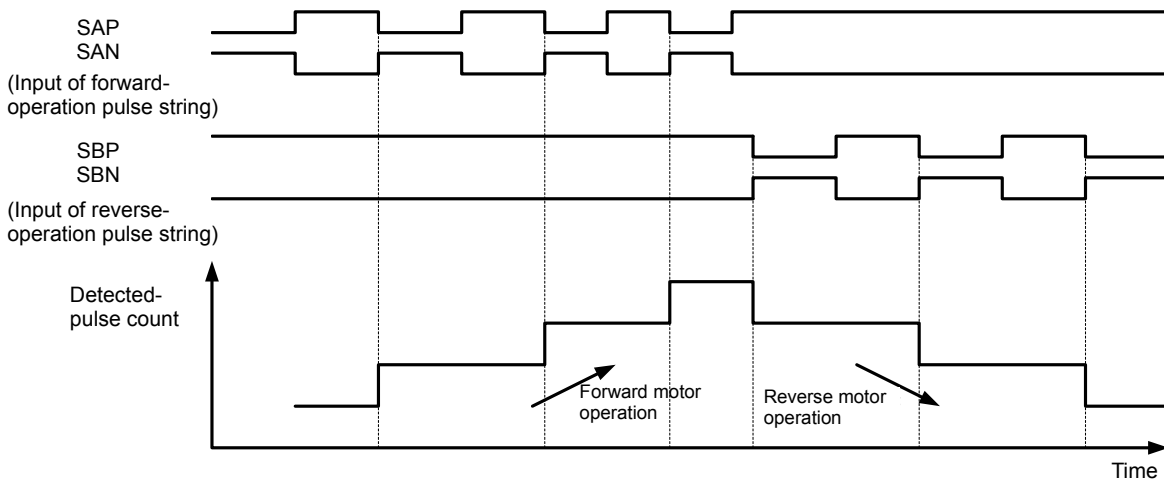 SAP
SAN
(Input of forward-
operation pulse string)
SBP
SBN
(Input of reverse-
operation pulse string)
Detected-
pulse count
Forward motor
operation
Reverse motor
operation
Time